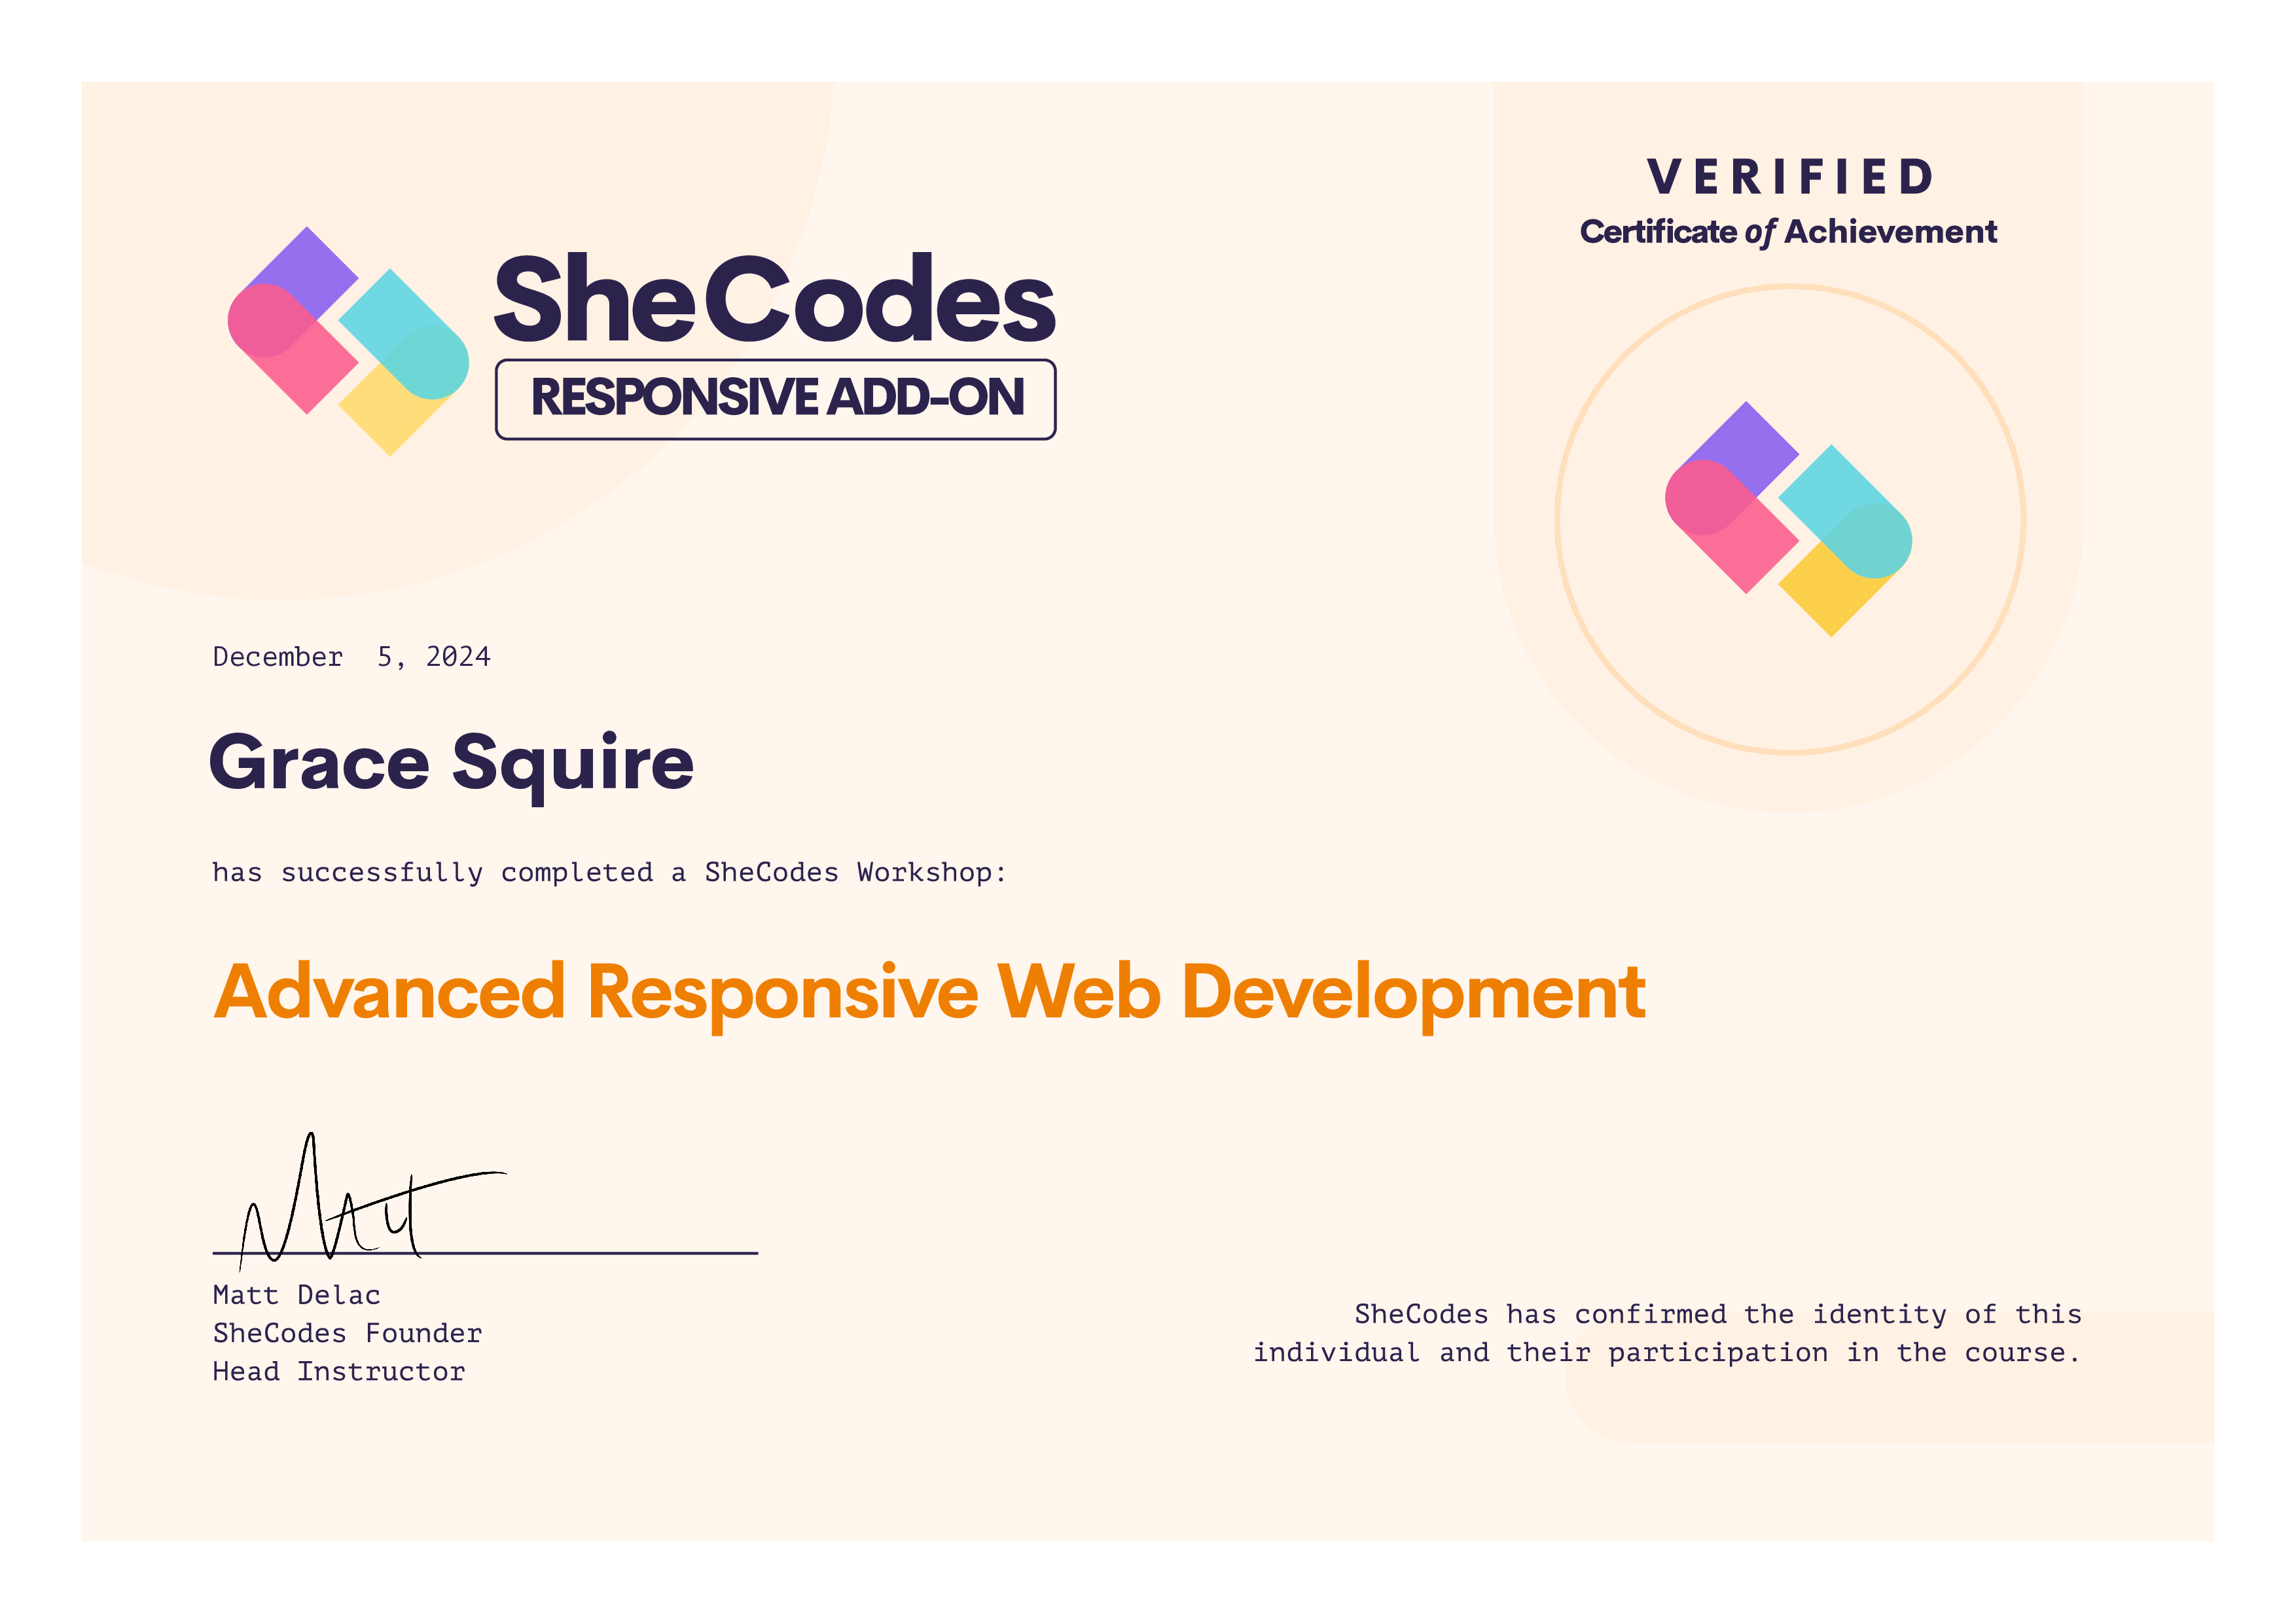 VERIFIED
Certificate of Achievement
SheCodes
RESPONSIVE ADD-ON
December  5, 2024
Grace Squire
has successfully completed a SheCodes Workshop:
Advanced Responsive Web Development
Matt
Matt Delac
SheCodes Founder
Head Instructor
SheCodes has confirmed the identity of this
individual and their participation in the course.